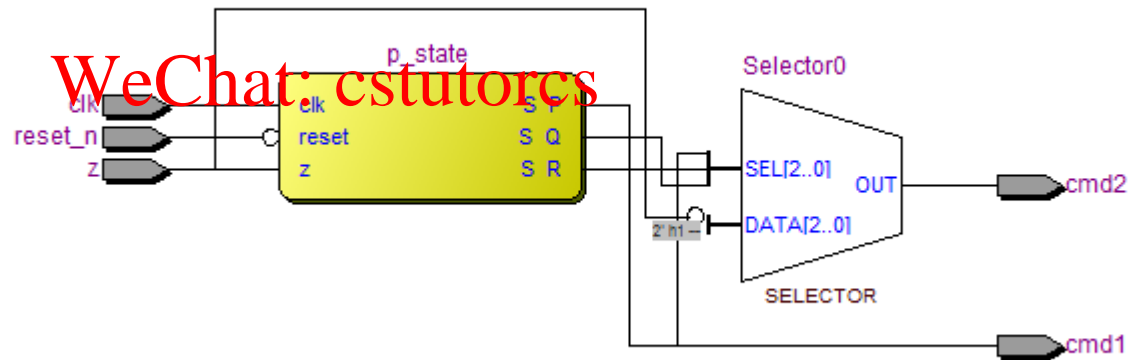 p_state
Selector0
WeChat: cstutorcs
clk
clk
S P
reset_n
reset
S Q
z
z
S R
SEL[2..0]
OUT
cmd2
2' h1 --
DATA[2..0]
SELECTOR
cmd1